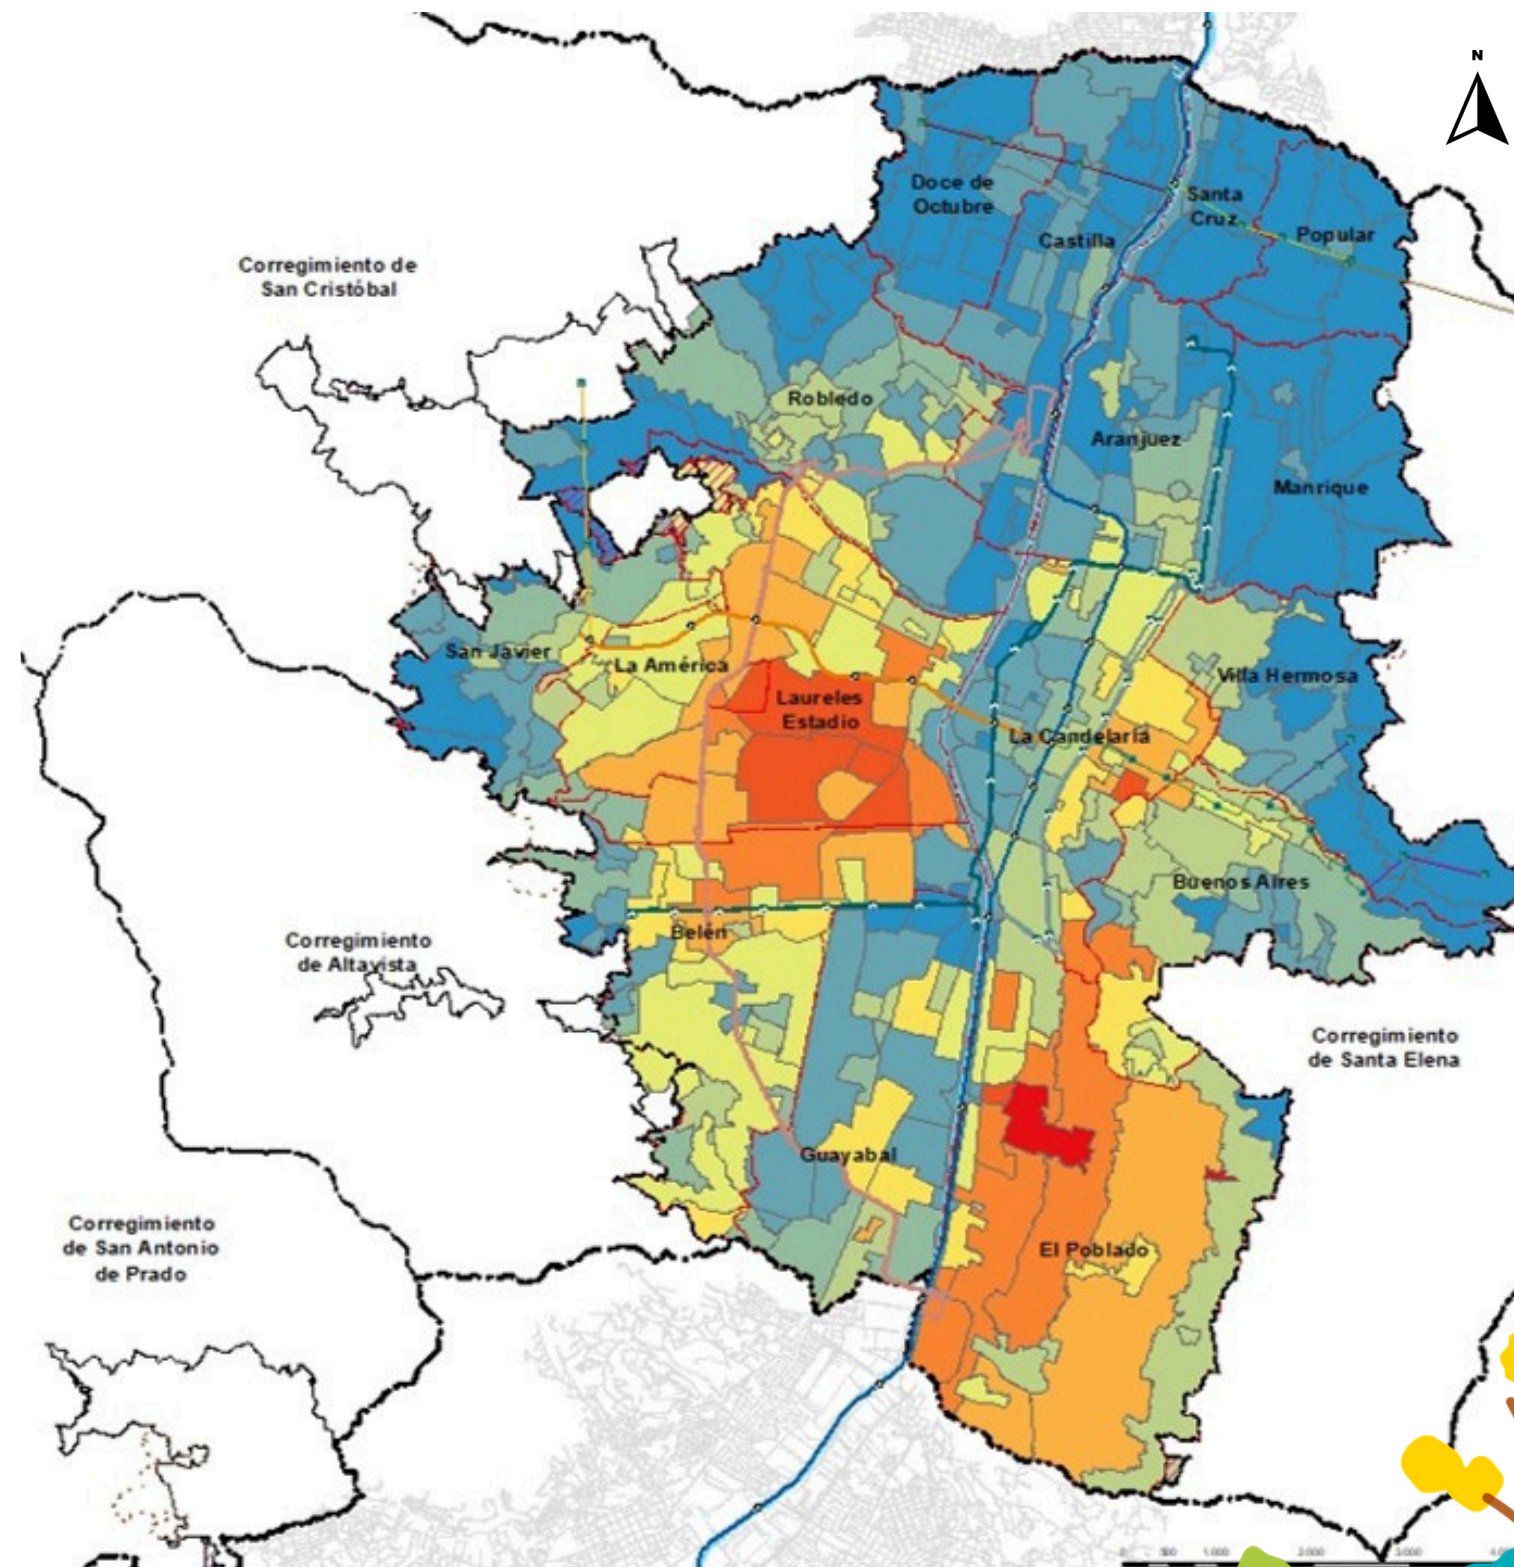 N
Doce de
Octubre
Santa
Cruz
Castilla
Popular
Corregimiento de
San Cristóbal
Robledo
Aranjuez
Manrique
San Javier
La América
Laureles
Estadio
Villa Hermosa
La Candelaria
Buenos Aires
Belén
Corregimiento
de Altavista
Corregimiento
de Santa Elena
Guayabal
Corregimiento
de San Antonio
de Prado
El Poblado